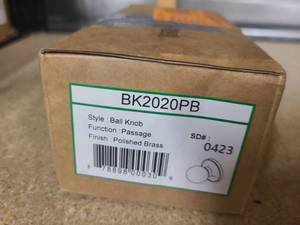 BK2020PB
Style : Ball Knob
Function : Passage
Finish : Polished Brass
SD# :
0423